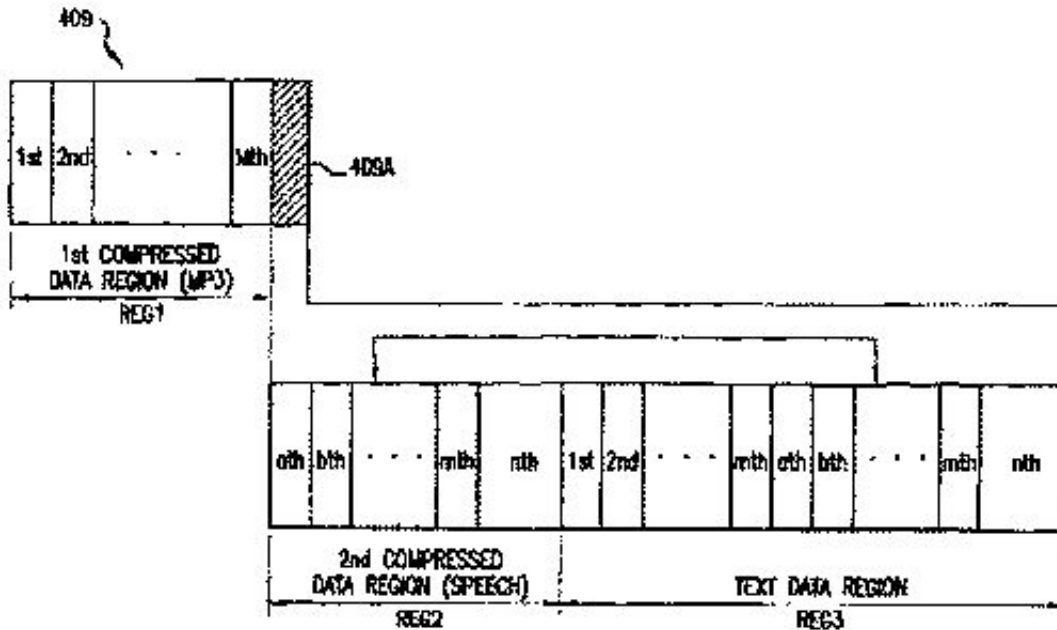 409
1st 2nd . . . Mth
409A
1st COMPRESSED
DATA REGION (MP3)
REG1
ath bth . . . mth nth 1st 2nd . . . . mth ath bth . . . . mth nth
2nd COMPRESSED
DATA REGION (SPEECH)
TEXT DATA REGION
REG2
REG3